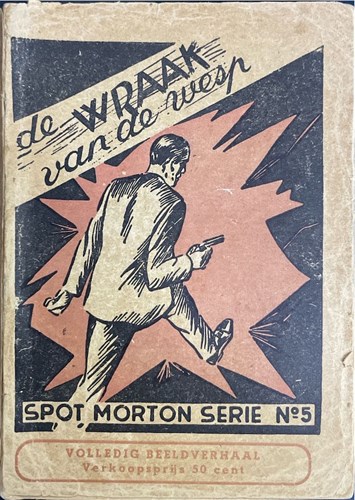 de WRAAK
van de wesp
SPOT MORTON SERIE No5
VOLLEDIG BEELDVERHAAL
Verkoopsprijs 50 cent